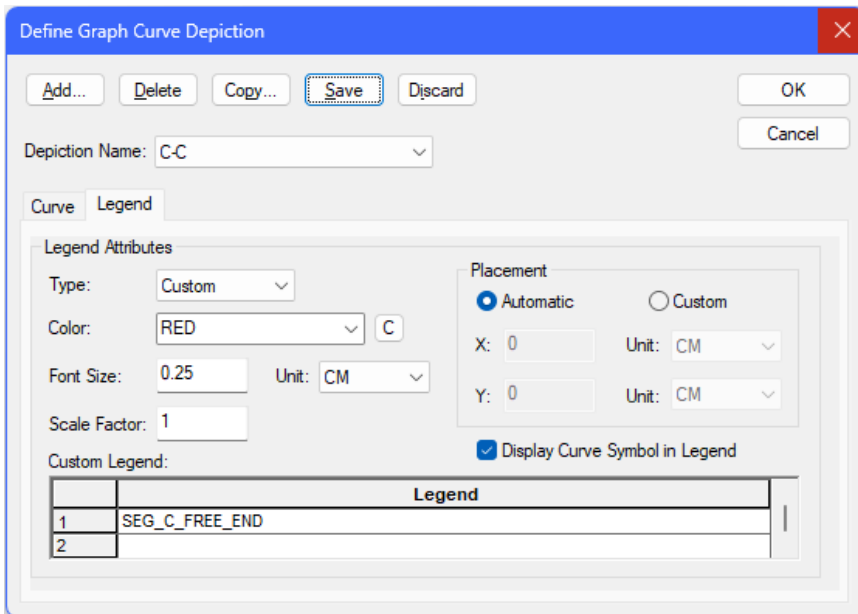 Define Graph Curve Depiction
Add... Delete Copy... Save Discard OK
Cancel
Depiction Name: C-C
Curve Legend
Legend Attributes
Type: Custom
Color: RED C
Font Size: 0.25 Unit: CM
Scale Factor: 1
Placement
Automatic Custom
X: 0 Unit: CM
Y: 0 Unit: CM
Display Curve Symbol in Legend
Custom Legend:
Legend
1 SEG_C_FREE_END
2